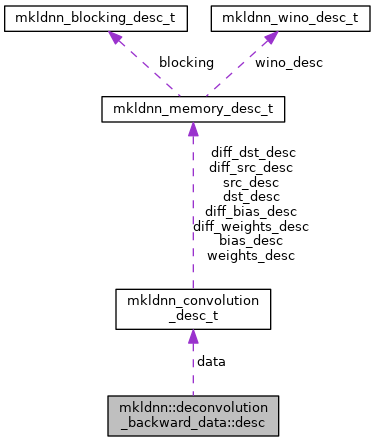 mkldnn_blocking_desc_t
mkldnn_wino_desc_t
blocking
wino_desc
mkldnn_memory_desc_t
diff_dst_desc
diff_src_desc
src_desc
dst_desc
diff_bias_desc
diff_weights_desc
bias_desc
weights_desc
mkldnn_convolution
_desc_t
data
mkldnn::deconvolution
_backward_data::desc